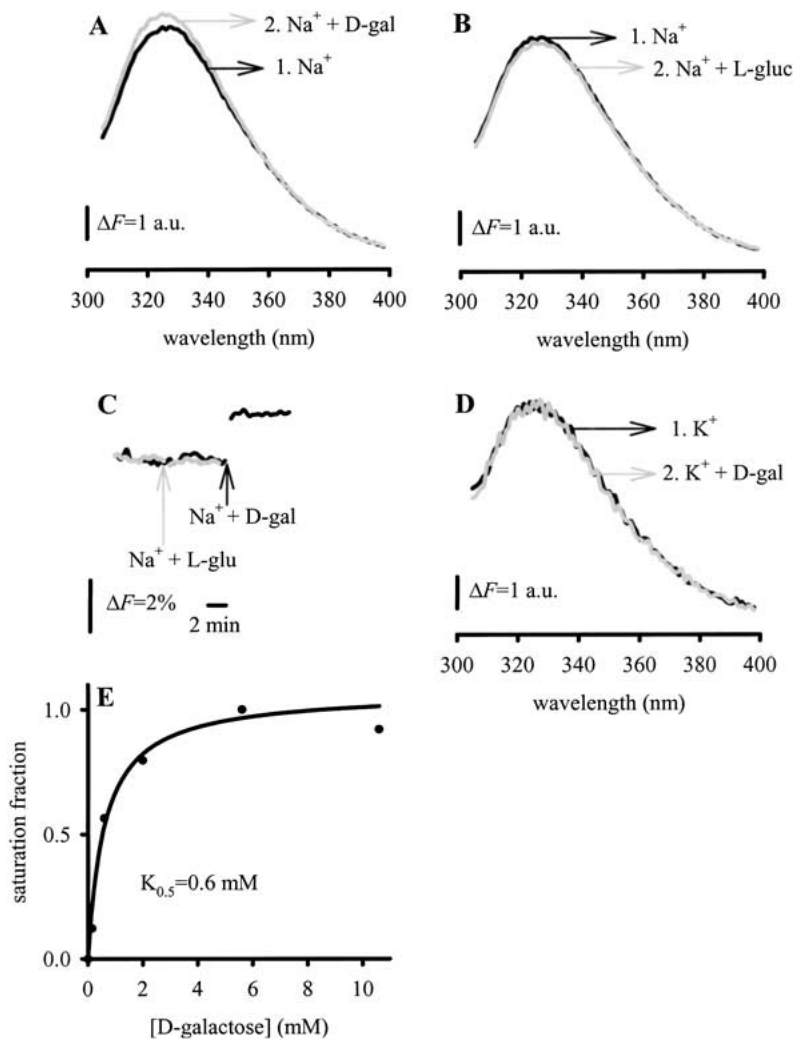 A
2. Na+ + D-gal
1. Na+
ΔF=1 a.u.
300 320 340 360 380 400
wavelength (nm)
B
1. Na+
2. Na+ + L-gluc
ΔF=1 a.u.
300 320 340 360 380 400
wavelength (nm)
C
Na+ + D-gal
Na+ + L-glu
ΔF=2%
2 min
D
1. K+
2. K+ + D-gal
ΔF=1 a.u.
300 320 340 360 380 400
wavelength (nm)
E
1.0
0.5
0.0
saturation fraction
K0.5=0.6 mM
0 2 4 6 8 10
[D-galactose] (mM)